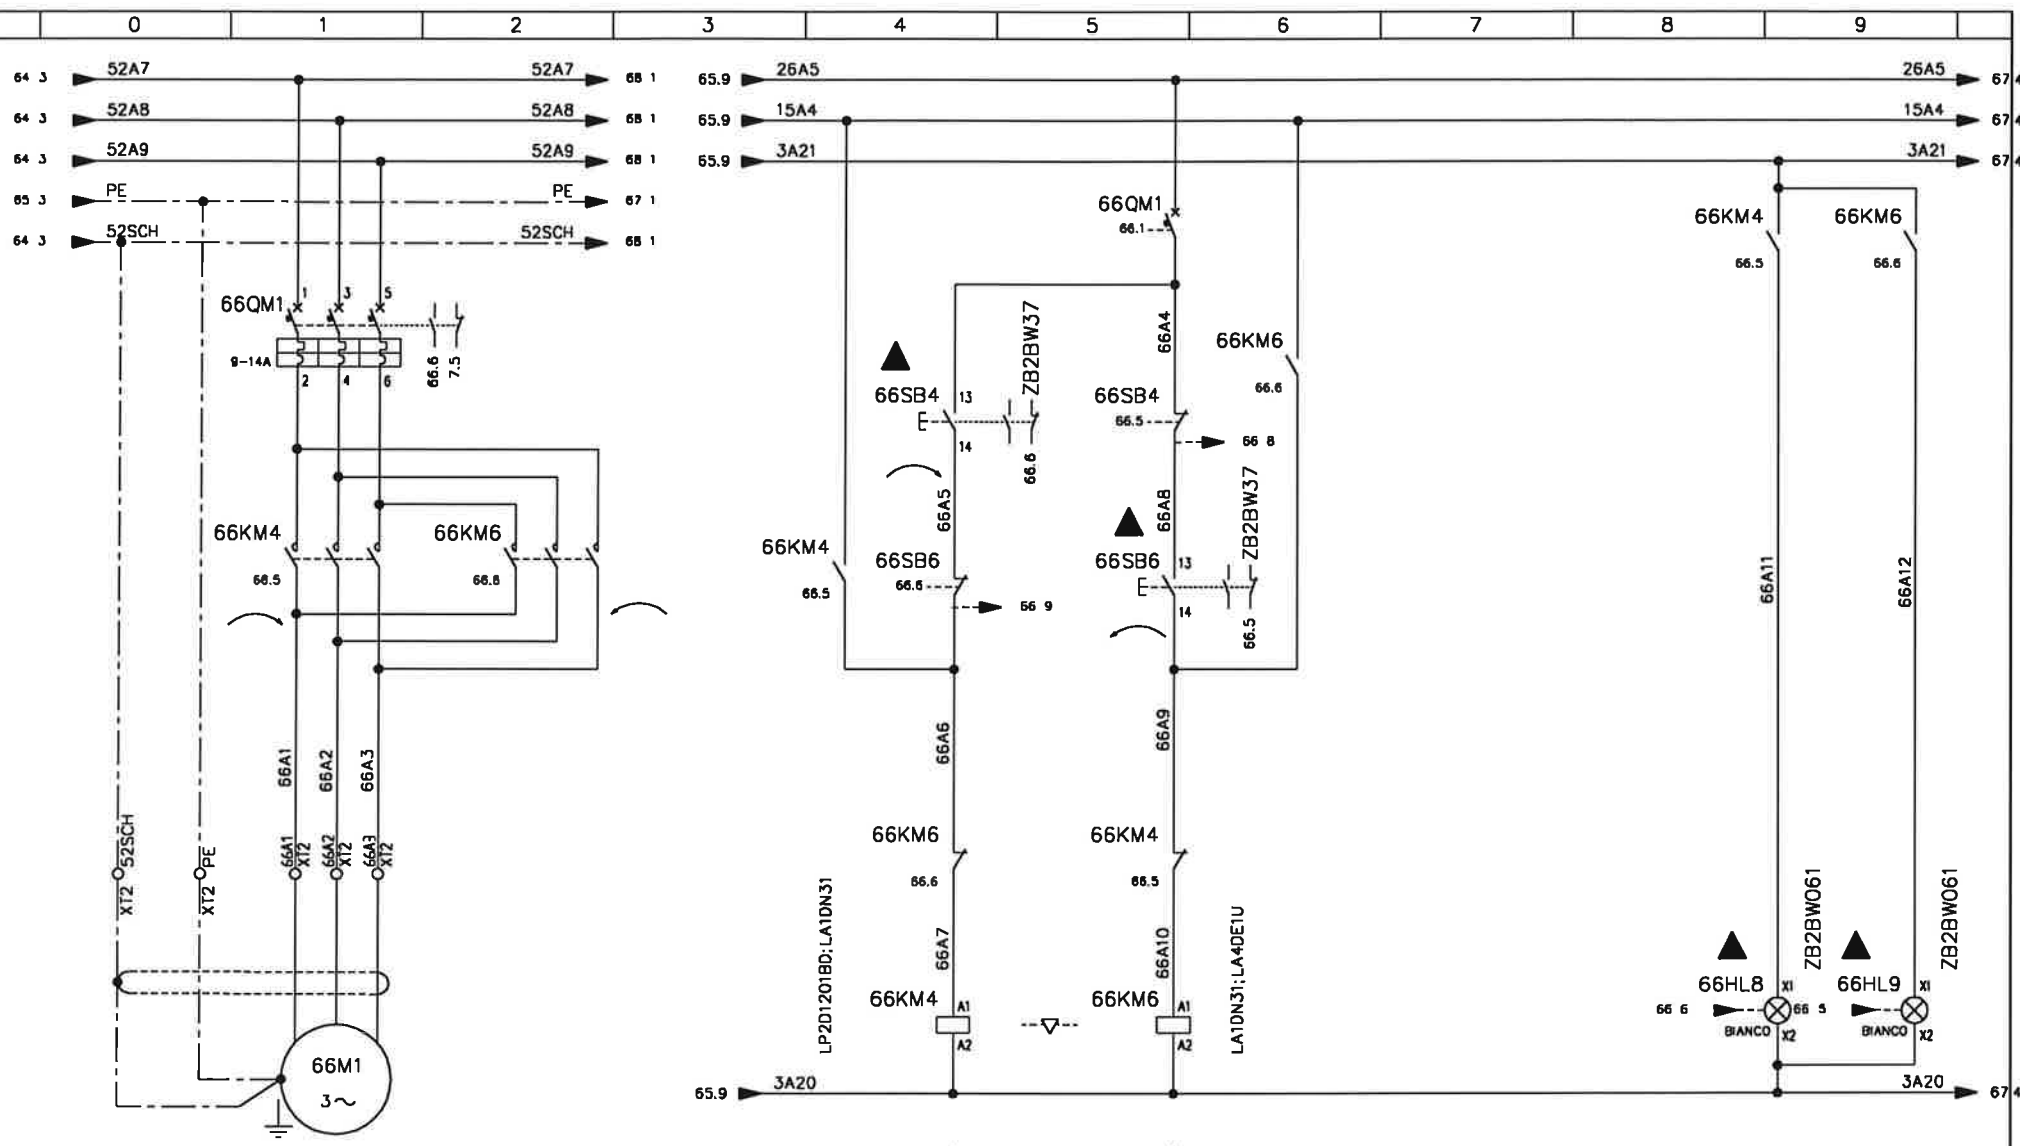 0 1 2 3 4 5 6 7 8 9
64 3 52A7 52A7 68 1 65.9 26A5 26A5 67 4
64 3 52A8 52A8 68 1 65.9 15A4 15A4 67 4
64 3 52A9 52A9 68 1 65.9 3A21 3A21 67 4
65 3 PE PE 67 1
64 3 52SCH 52SCH 68 1
66QM1
1 3 5
9-14A
2 4 6
66.6
7.5
66KM4
66.5
66KM6
66.6
66A1
66A2
66A3
52SCH
XT2
PE
XT2
66A1
XT2
66A2
XT2
66A3
XT2
66M1
3~
66QM1
66.1
66SB4
13
14
ZB2BW37
66.6
66A4
66SB4
66.5
66 8
66KM6
66.6
66A5
66KM4
66.5
66SB6
66.6
66 9
66A8
66SB6
13
14
ZB2BW37
66.5
66A6
66A9
66KM6
66.6
66KM4
66.5
LP2D1201BD;LA1DN31
66A7
66KM4
A1
A2
66A10
66KM6
A1
A2
LA1DN31;LA4DE1U
66KM4
66.5
66KM6
66.6
66A11
66A12
66HL8
X1
66 6
66 5
BIANCO
X2
ZB2BW061
66HL9
X1
BIANCO
X2
ZB2BW061
65.9 3A20 3A20 67 4